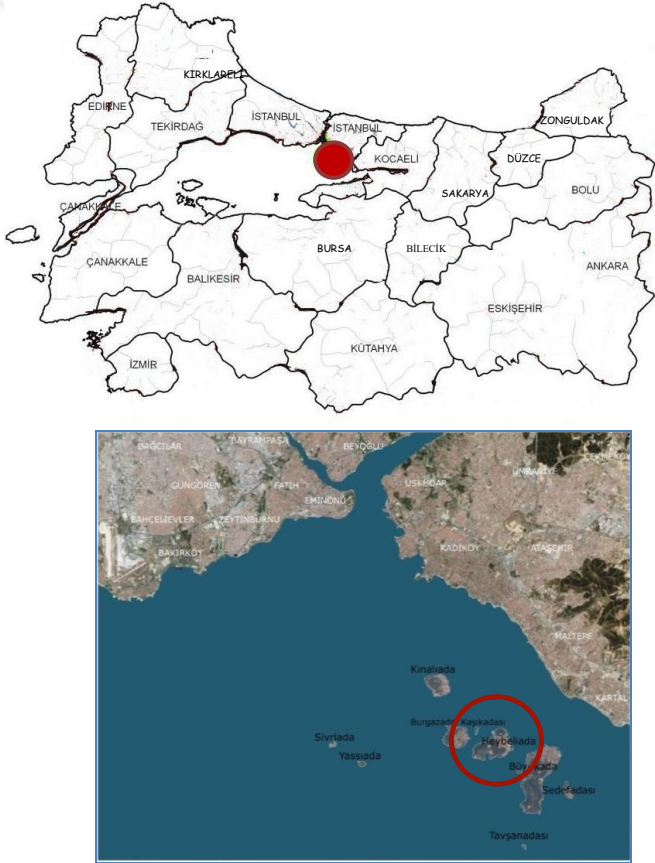 KIRKLARELİ
EDİRNE
TEKİRDAĞ
İSTANBUL
İSTANBUL
ZONGULDAK
KOCAELİ
DÜZCE
SAKARYA
BOLU
ÇANAKKALE
ÇANAKKALE
BALIKESİR
BURSA
BİLECİK
ANKARA
ESKİŞEHİR
KÜTAHYA
İZMİR
BAĞCILAR
BAYRAMPAŞA
BEYOĞLU
ÇEKMEKÖY
ÜMRANİYE
ÜSKÜDAR
GÜNGÖREN
FATİH
EMİNÖNÜ
BAHÇELİEVLER
ZEYTİNBURNU
BAKIRKÖY
KADIKÖY
ATAŞEHİR
MALTEPE
KARTAL
Kınalıada
Burgazada
Kaşıkadası
Heybeliada
Sivriada
Yassıada
Büyükada
Sedefadası
Tavşanadası